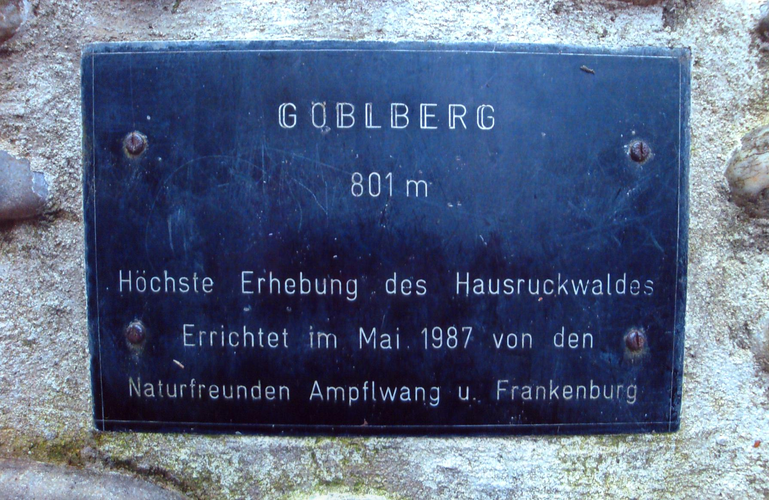 GÖBLBERG
801 m
Höchste Erhebung des Hausruckwaldes
Errichtet im Mai 1987 von den
Naturfreunden Ampflwang u. Frankenburg